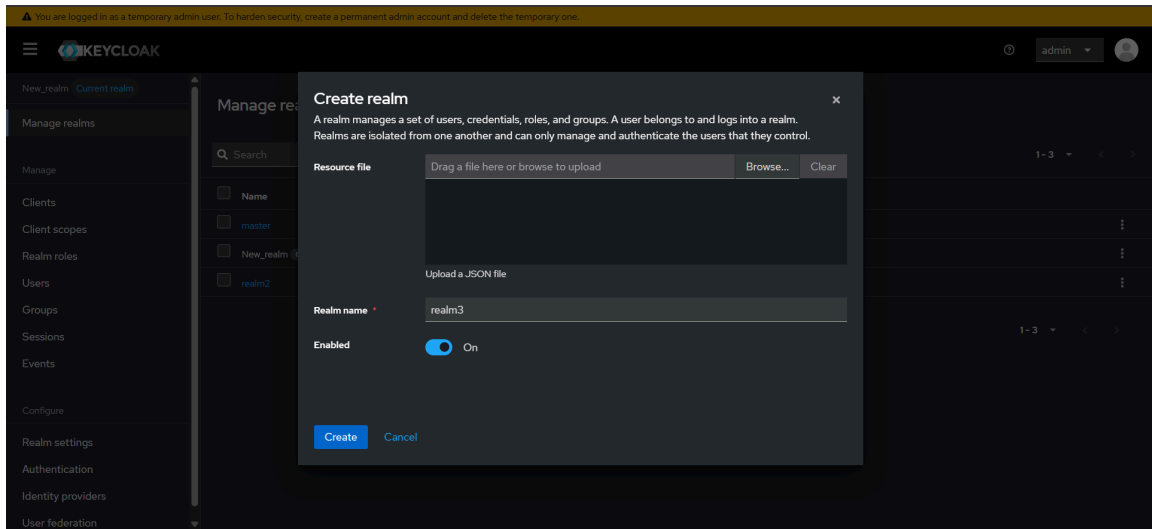 You are logged in as a temporary admin user. To harden security, create a permanent admin account and delete the temporary one.
KEYCLOAK
admin
New_realm Current realm
Manage realms
Manage
Clients
Client scopes
Realm roles
Users
Groups
Sessions
Events
Configure
Realm settings
Authentication
Identity providers
User federation
Manage rea
Search
1-3
Name
master
New_realm
realm2
1-3
Create realm
A realm manages a set of users, credentials, roles, and groups. A user belongs to and logs into a realm.
Realms are isolated from one another and can only manage and authenticate the users that they control.
Resource file
Drag a file here or browse to upload
Browse...
Clear
Upload a JSON file
Realm name *
realm3
Enabled
On
Create
Cancel